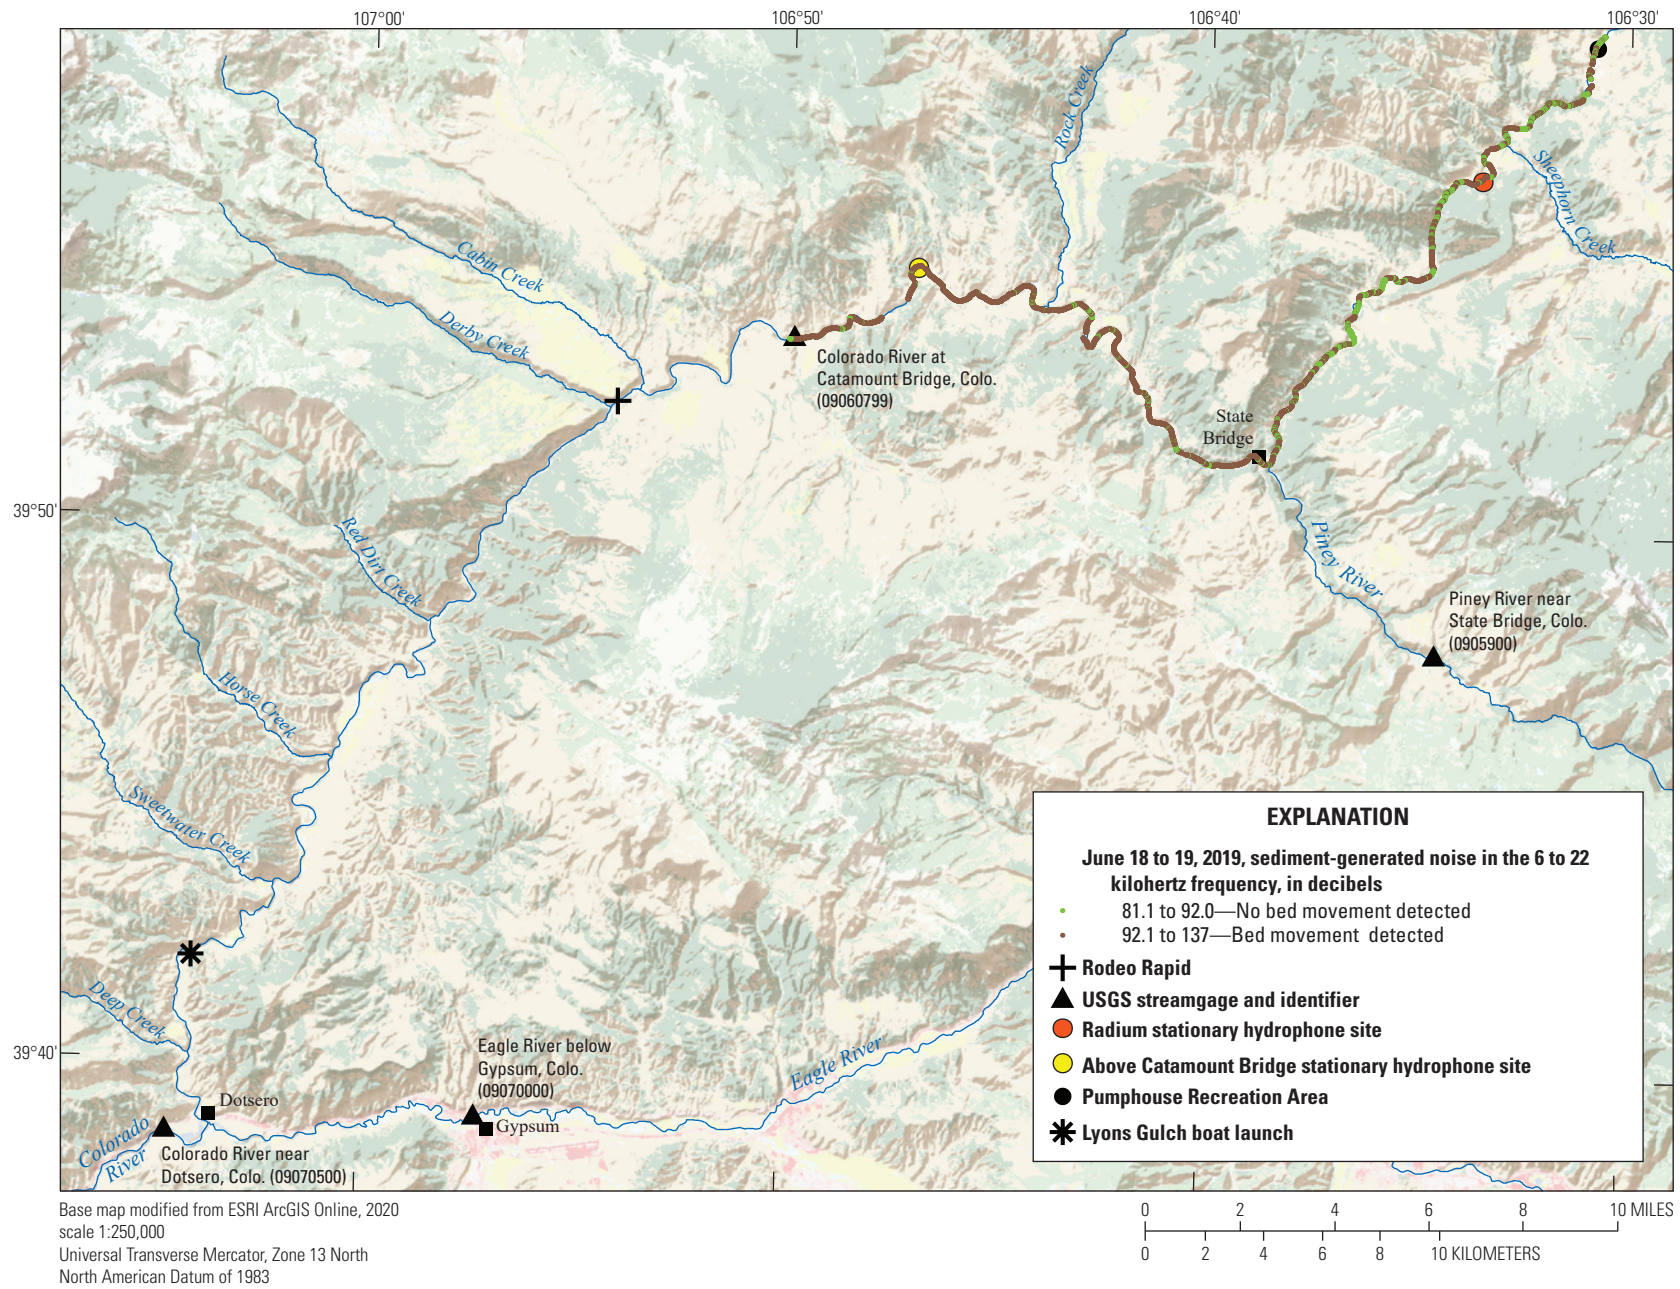 107°00'
106°50'
106°40'
106°30'
Rock Creek
Sheephorn Creek
Cabin Creek
Derby Creek
Colorado River at
Catamount Bridge, Colo.
(09060799)
State
Bridge
39°50'
Red Dirt Creek
Piney River
Piney River near
State Bridge, Colo.
(0905900)
Horse Creek
Sweetwater Creek
Deep Creek
39°40'
Eagle River below
Gypsum, Colo.
(09070000)
Eagle River
Dotsero
Gypsum
Colorado
River
Colorado River near
Dotsero, Colo. (09070500)
EXPLANATION
June 18 to 19, 2019, sediment-generated noise in the 6 to 22
kilohertz frequency, in decibels
81.1 to 92.0—No bed movement detected
92.1 to 137—Bed movement detected
Rodeo Rapid
USGS streamgage and identifier
Radium stationary hydrophone site
Above Catamount Bridge stationary hydrophone site
Pumphouse Recreation Area
Lyons Gulch boat launch
Base map modified from ESRI ArcGIS Online, 2020
scale 1:250,000
Universal Transverse Mercator, Zone 13 North
North American Datum of 1983
0 2 4 6 8 10 MILES
0 2 4 6 8 10 KILOMETERS